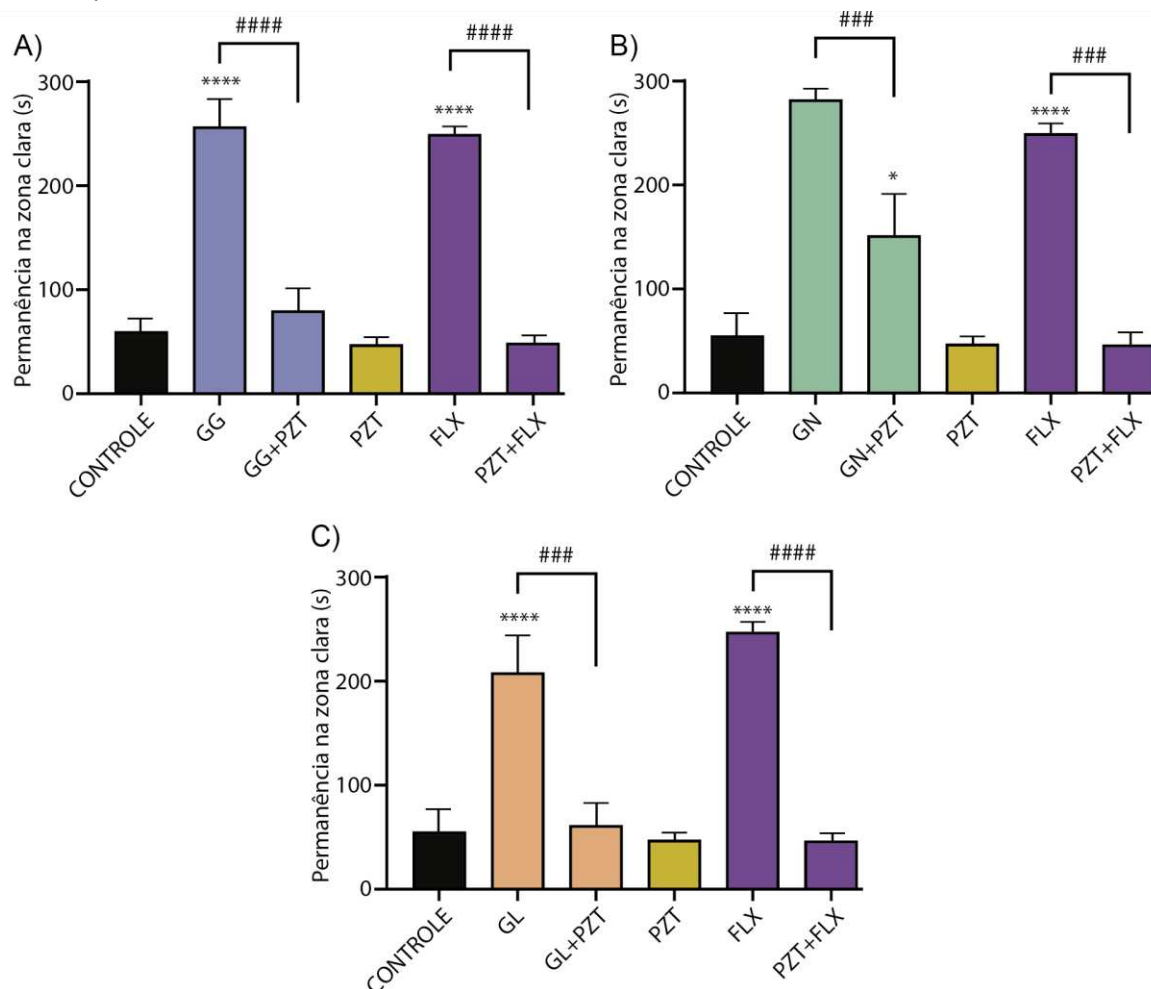 A)
####
####
****
****
Permanência na zona clara (s)
300
200
100
0
CONTROLE
GG
GG+PZT
PZT
FLX
PZT+FLX
B)
###
###
****
*
Permanência na zona clara (s)
300
200
100
0
CONTROLE
GN
GN+PZT
PZT
FLX
PZT+FLX
C)
###
####
****
****
Permanência na zona clara (s)
300
200
100
0
CONTROLE
GL
GL+PZT
PZT
FLX
PZT+FLX